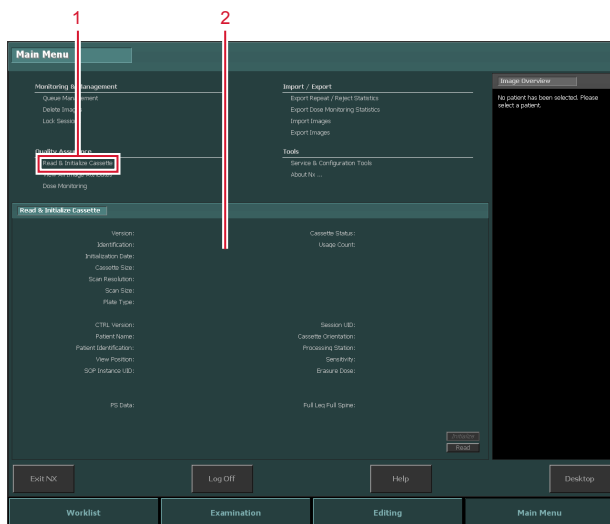 1
2
Main Menu
Monitoring & Management
Queue Management
Delete Images
Lock Session
Import / Export
Export Repeat / Reject Statistics
Export Dose Monitoring Statistics
Import Images
Export Images
Quality Assurance
Read & Initialize Cassette
View All Image Attributes
Dose Monitoring
Tools
Service & Configuration Tools
About Nx ...
Image Overview
No patient has been selected. Please
select a patient.
Read & Initialize Cassette
Version:
Identification:
Initialization Date:
Cassette Size:
Scan Resolution:
Scan Size:
Plate Type:
Cassette Status:
Usage Count:
CTRL Version:
Patient Name:
Patient Identification:
View Position:
SOP Instance UID:
Session UID:
Cassette Orientation:
Processing Station:
Sensitivity:
Erasure Dose:
PS Data:
Full Leg Full Spine:
Initialize
Read
Exit NX
Log Off
Help
Desktop
Worklist
Examination
Editing
Main Menu